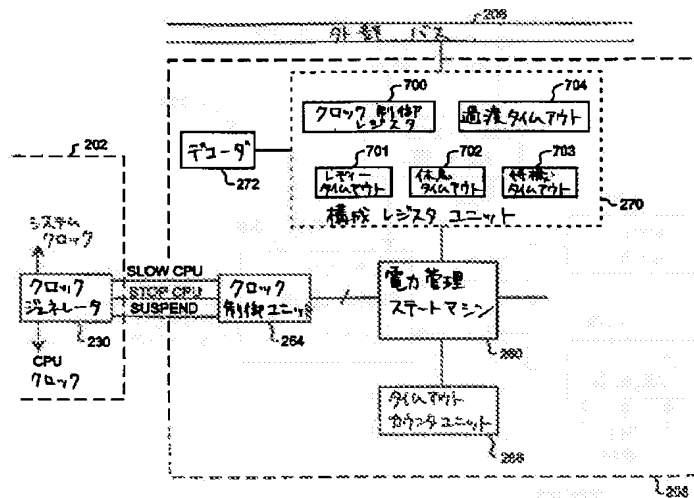 206
外部 バス
700
704
クロック 制御
レジスタ
過渡タイムアウト
202
デコーダ
272
701
702
703
レディー
タイムアウト
休息
タイムアウト
待機
タイムアウト
構成 レジスタ ユニット
270
システム
クロック
SLOW CPU
STOP CPU
SUSPEND
クロック
ジェネレータ
230
クロック
制御ユニット
264
電力管理
ステートマシン
260
CPU
クロック
タイムアウト
カウンタユニット